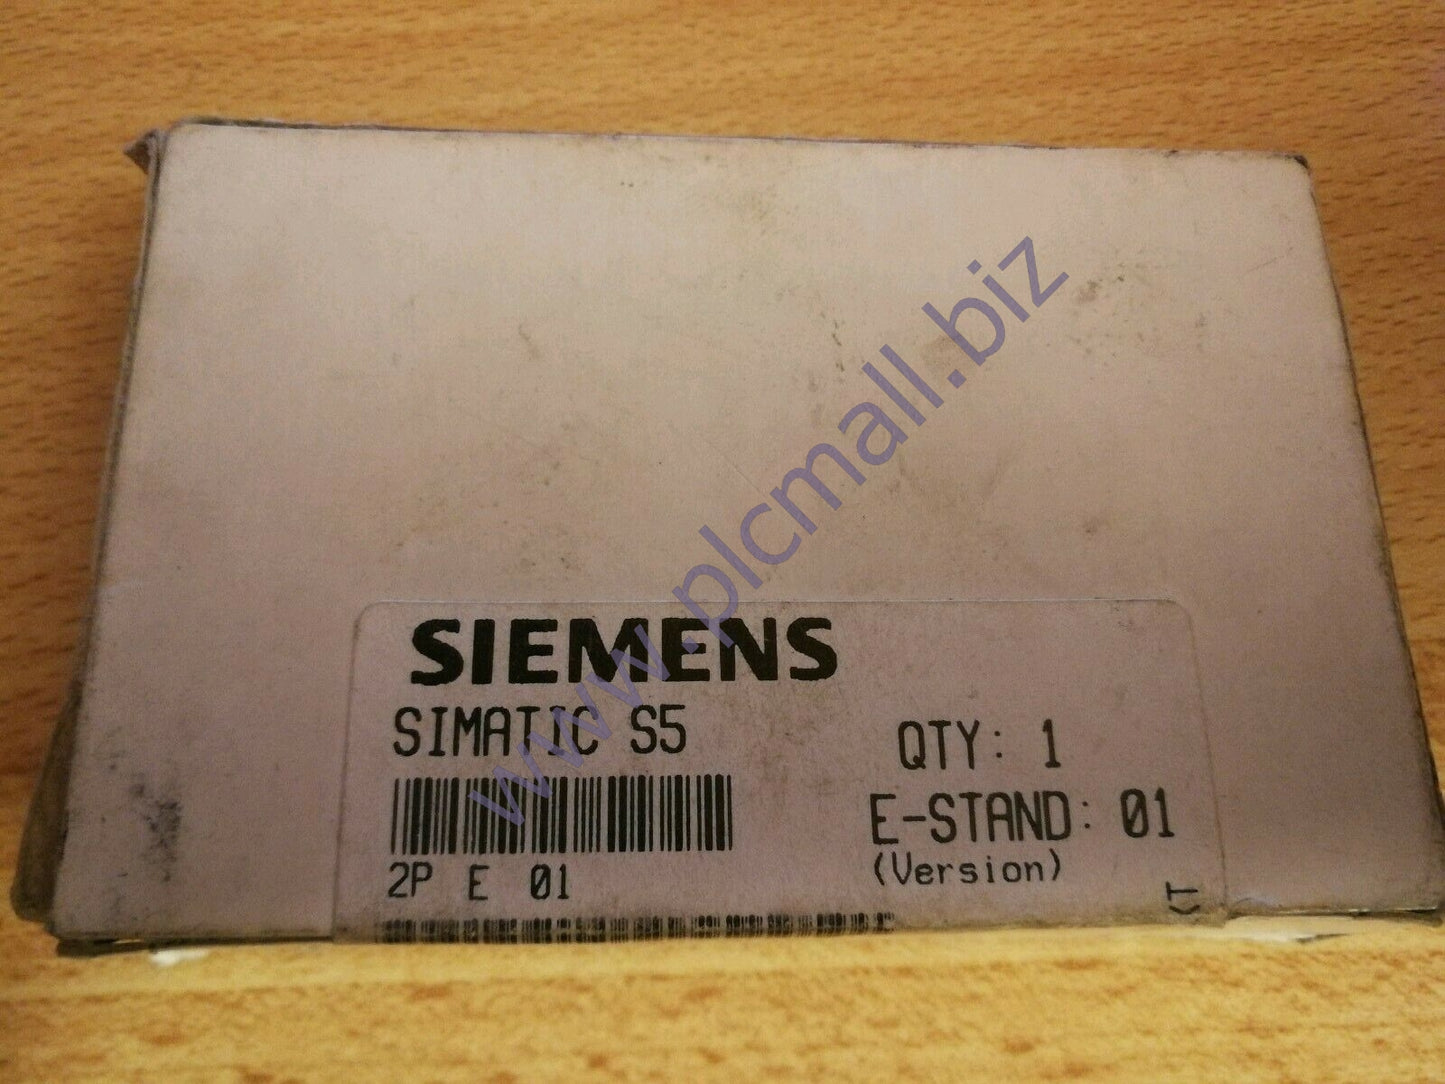 www.plcmall.biz
SIEMENS
SIMATIC S5
QTY: 1
E-STAND: 01
(Version)
2P E 01